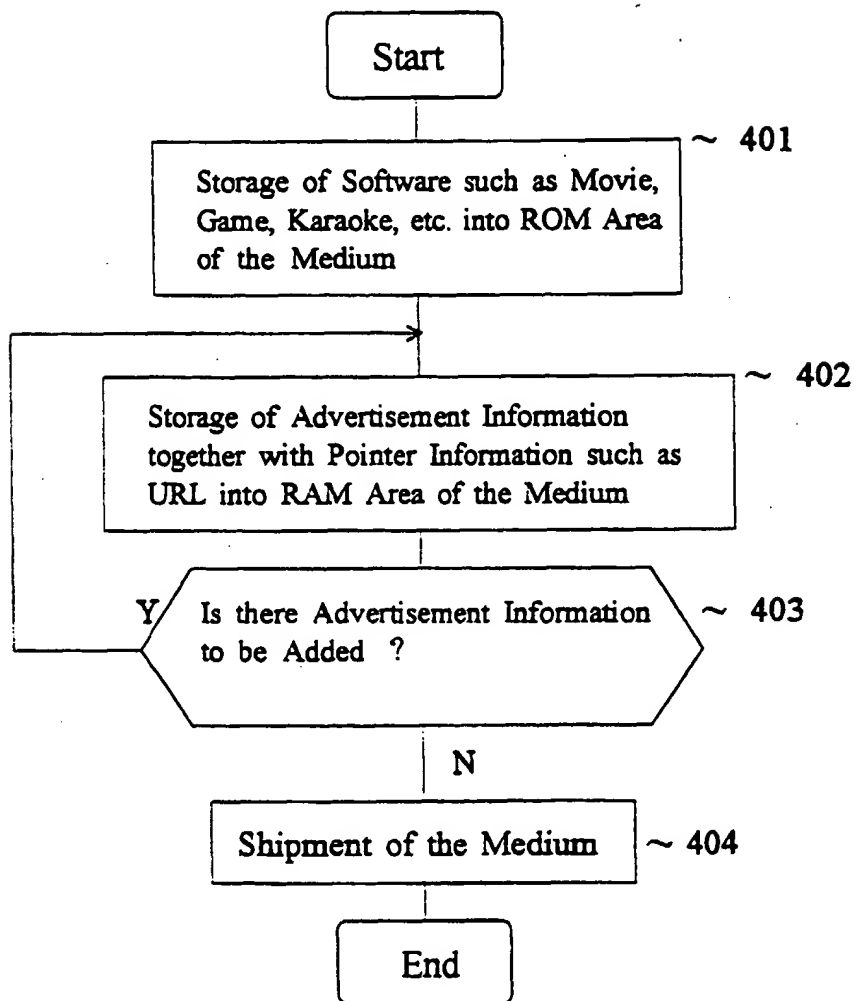 Start
~ 401
Storage of Software such as Movie,
Game, Karaoke, etc. into ROM Area
of the Medium
~ 402
Storage of Advertisement Information
together with Pointer Information such as
URL into RAM Area of the Medium
Y
Is there Advertisement Information
to be Added ?
~ 403
N
Shipment of the Medium
~ 404
End